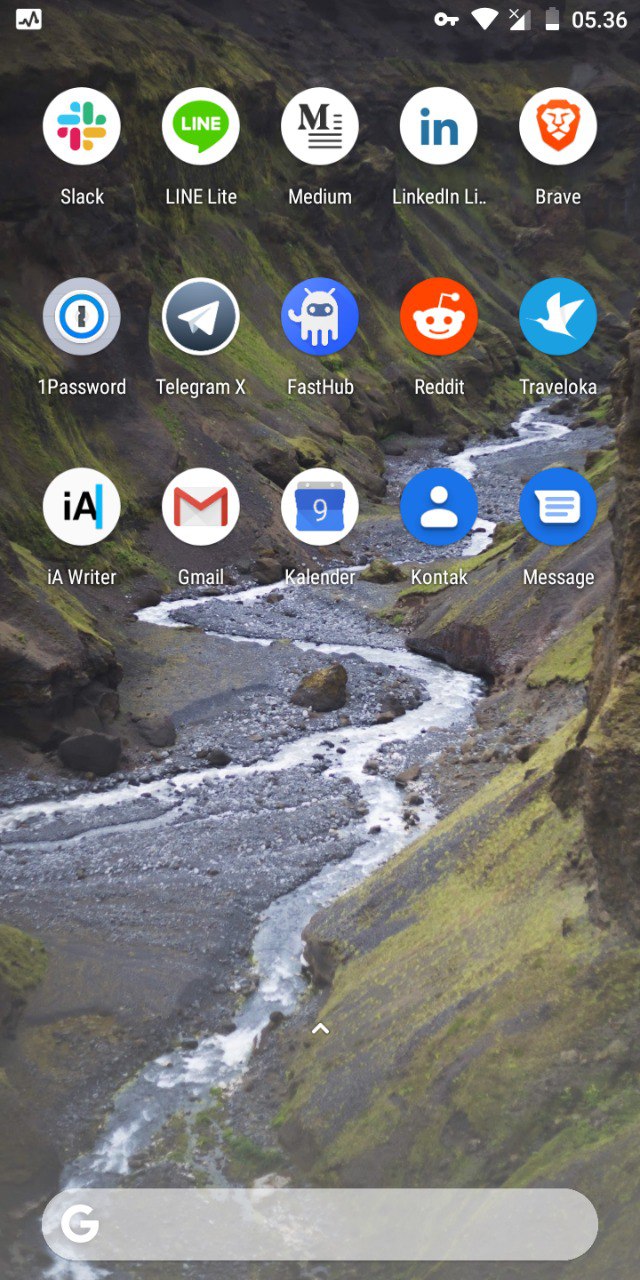 05.36
LINE
M
in
Slack
LINE Lite
Medium
LinkedIn Li..
Brave
1Password
Telegram X
FastHub
Reddit
Traveloka
iA
9
iA Writer
Gmail
Kalender
Kontak
Message
G